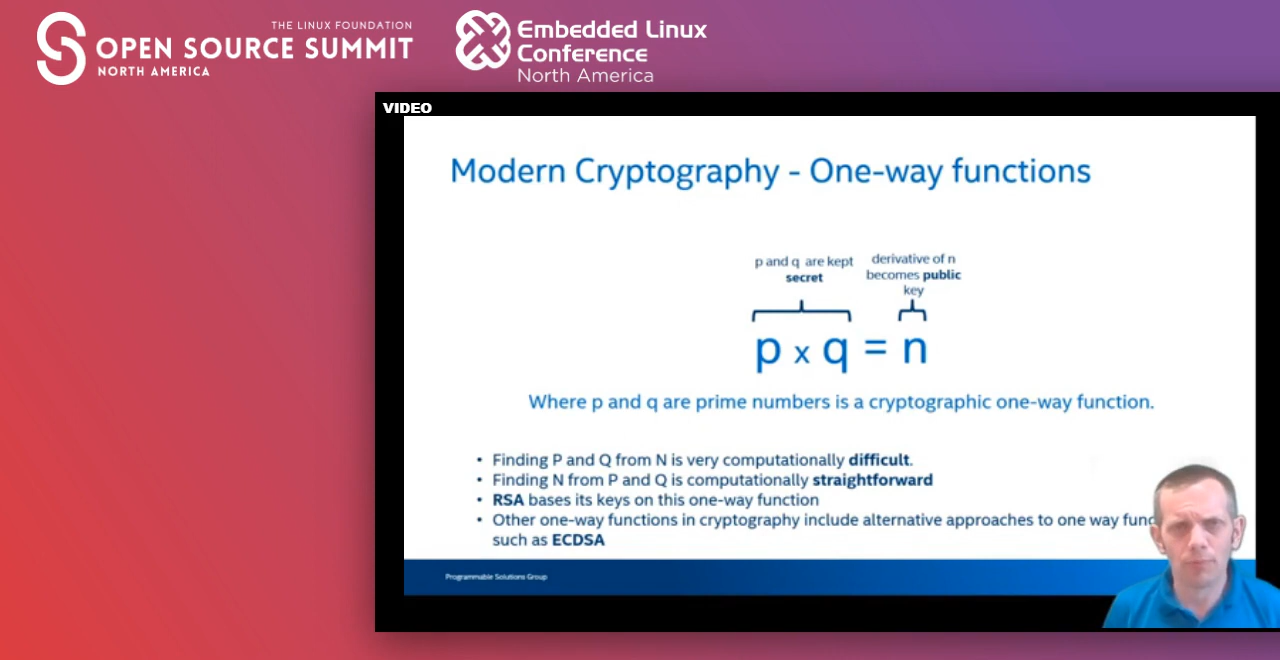 THE LINUX FOUNDATION
OPEN SOURCE SUMMIT
NORTH AMERICA
Embedded Linux
Conference
North America
VIDEO
Modern Cryptography - One-way functions
p and q are kept
secret
derivative of n
becomes public
key
p x q = n
Where p and q are prime numbers is a cryptographic one-way function.
• Finding P and Q from N is very computationally difficult.
• Finding N from P and Q is computationally straightforward
• RSA bases its keys on this one-way function
• Other one-way functions in cryptography include alternative approaches to one way func
such as ECDSA
Programmable Solutions Group